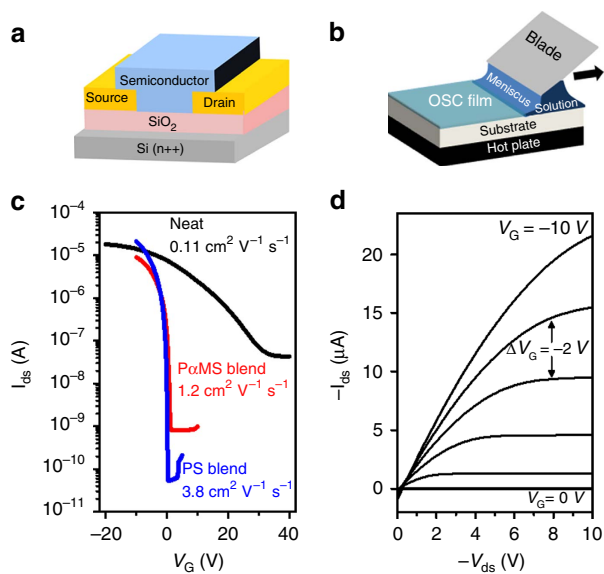 a
Semiconductor
Source
Drain
SiO₂
Si (n++)
b
Blade
Meniscus
OSC film
Solution
Substrate
Hot plate
c
10⁻⁴
10⁻⁵
10⁻⁶
10⁻⁷
10⁻⁸
10⁻⁹
10⁻¹⁰
10⁻¹¹
I_ds (A)
Neat
0.11 cm² V⁻¹ s⁻¹
PαMS blend
1.2 cm² V⁻¹ s⁻¹
PS blend
3.8 cm² V⁻¹ s⁻¹
−20
0
20
40
V_G (V)
d
20
15
10
5
0
−I_ds (μA)
V_G = −10 V
ΔV_G = −2 V
V_G = 0 V
0
2
4
6
8
10
−V_ds (V)